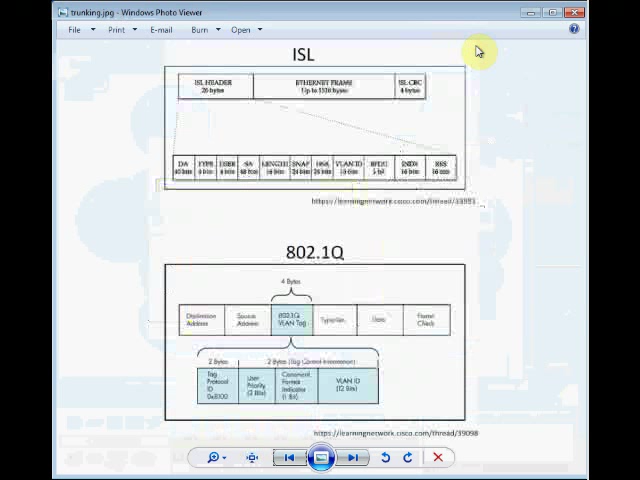 trunking.jpg - Windows Photo Viewer
File Print E-mail Burn Open
ISL
ISL HEADER ETHERNET FRAME ISL CRC
26 bytes Up to 1526 bytes 4 bytes
DA TYPE USER SA LENGTH SNAP HSA VLAN ID BPDU INDX RES
40 bits 4 bits 4 bits 48 bits 16 bits 24 bits 24 bits 15 bits 1 bit 16 bits 16 bits
802.1Q
4 Bytes
Destination Source 802.1Q Type/Len Data Frame
Address Address VLAN Tag Check
2 Bytes 2 Bytes (Tag Control Information)
Tag User Canonical VLAN ID
Protocol Priority Format (12 Bits)
ID (3 Bits) Indicator
0x8100 (1 Bit)
https://learningnetwork.cisco.com/thread/39098